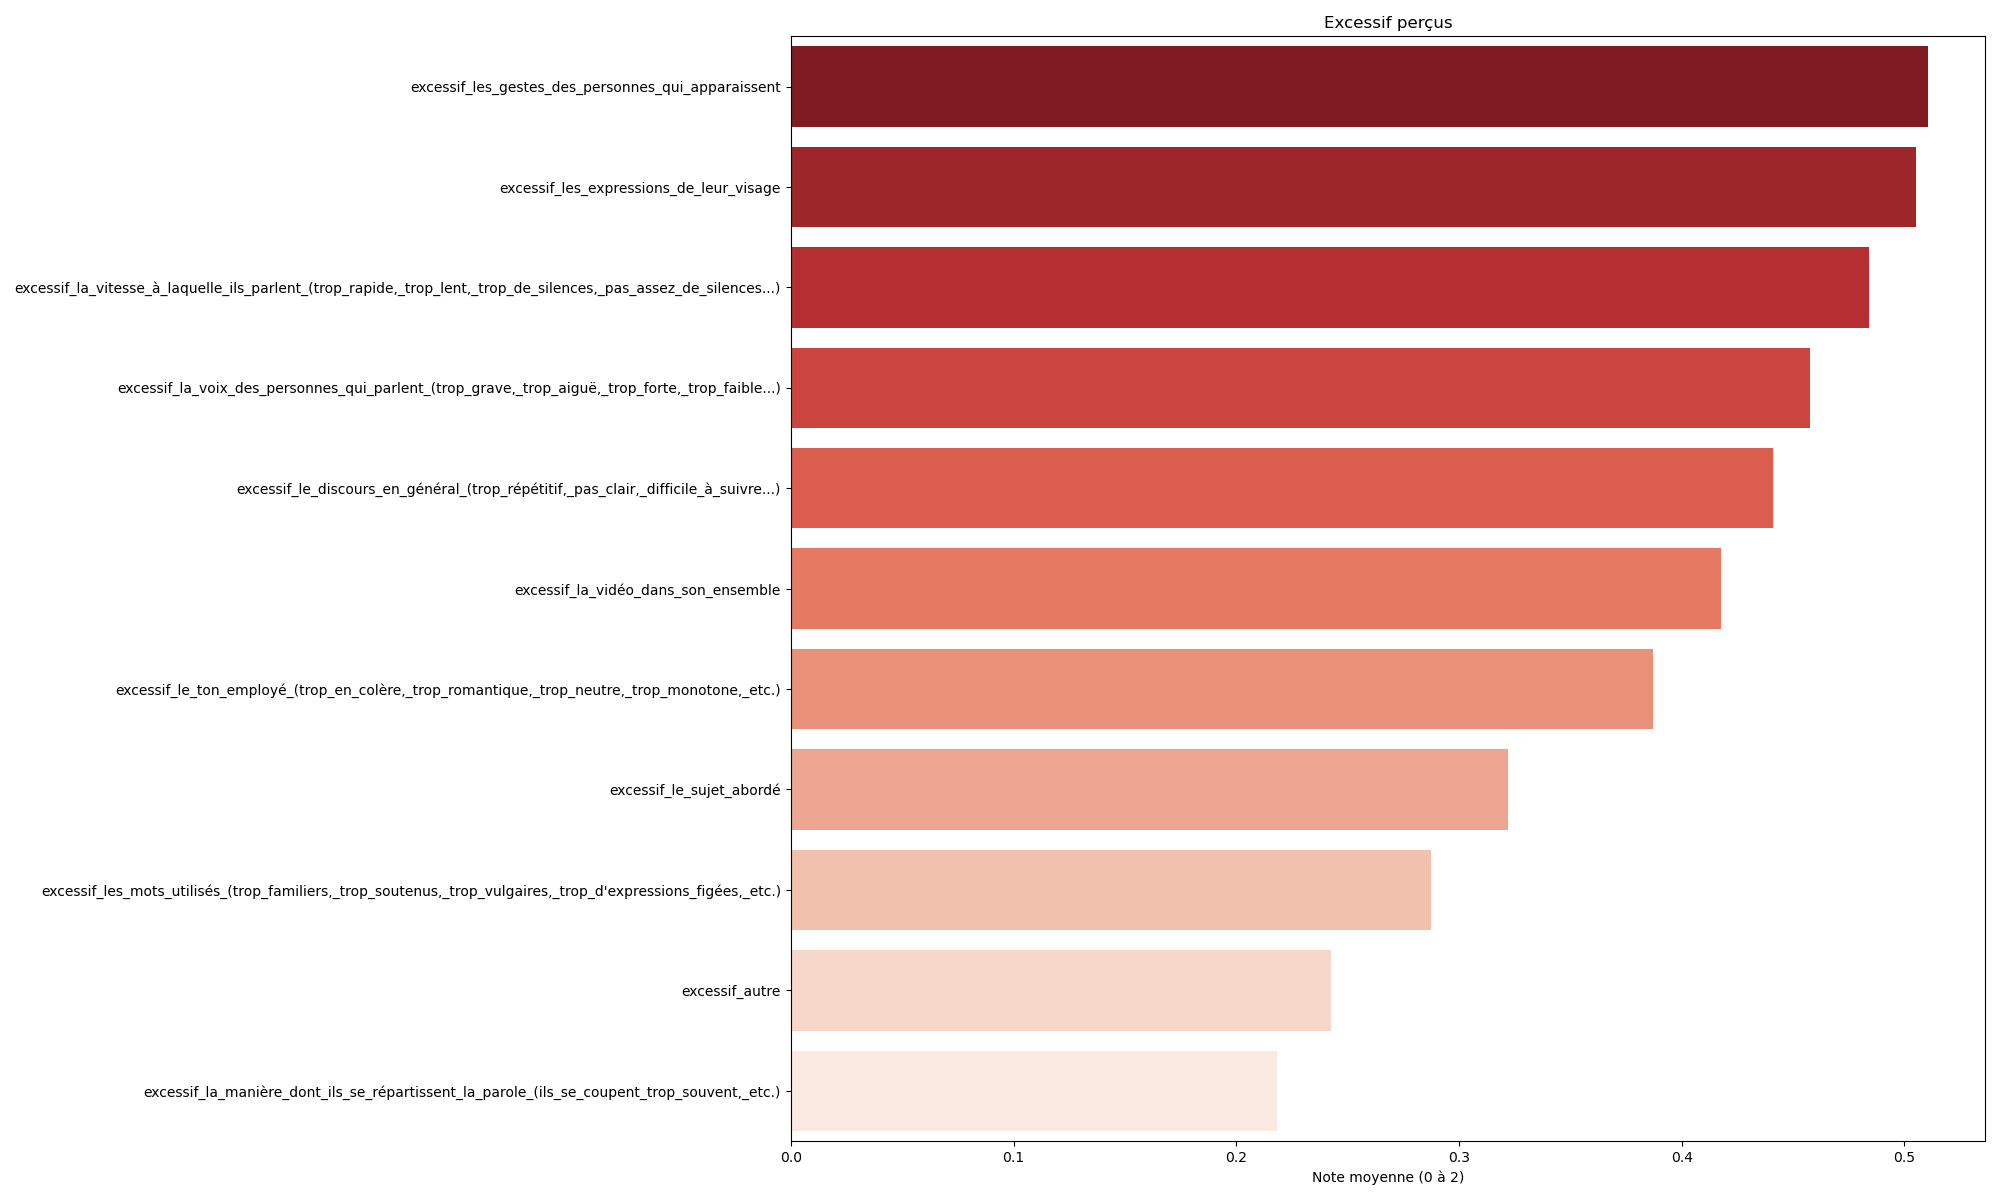 Excessif perçus
excessif_les_gestes_des_personnes_qui_apparaissent
excessif_les_expressions_de_leur_visage
excessif_la_vitesse_à_laquelle_ils_parlent_(trop_rapide,_trop_lent,_trop_de_silences,_pas_assez_de_silences...)
excessif_la_voix_des_personnes_qui_parlent_(trop_grave,_trop_aiguë,_trop_forte,_trop_faible...)
excessif_le_discours_en_général_(trop_répétitif,_pas_clair,_difficile_à_suivre...)
excessif_la_vidéo_dans_son_ensemble
excessif_le_ton_employé_(trop_en_colère,_trop_romantique,_trop_neutre,_trop_monotone,_etc.)
excessif_le_sujet_abordé
excessif_les_mots_utilisés_(trop_familiers,_trop_soutenus,_trop_vulgaires,_trop_d'expressions_figées,_etc.)
excessif_autre
excessif_la_manière_dont_ils_se_répartissent_la_parole_(ils_se_coupent_trop_souvent,_etc.)
0.0 0.1 0.2 0.3 0.4 0.5
Note moyenne (0 à 2)